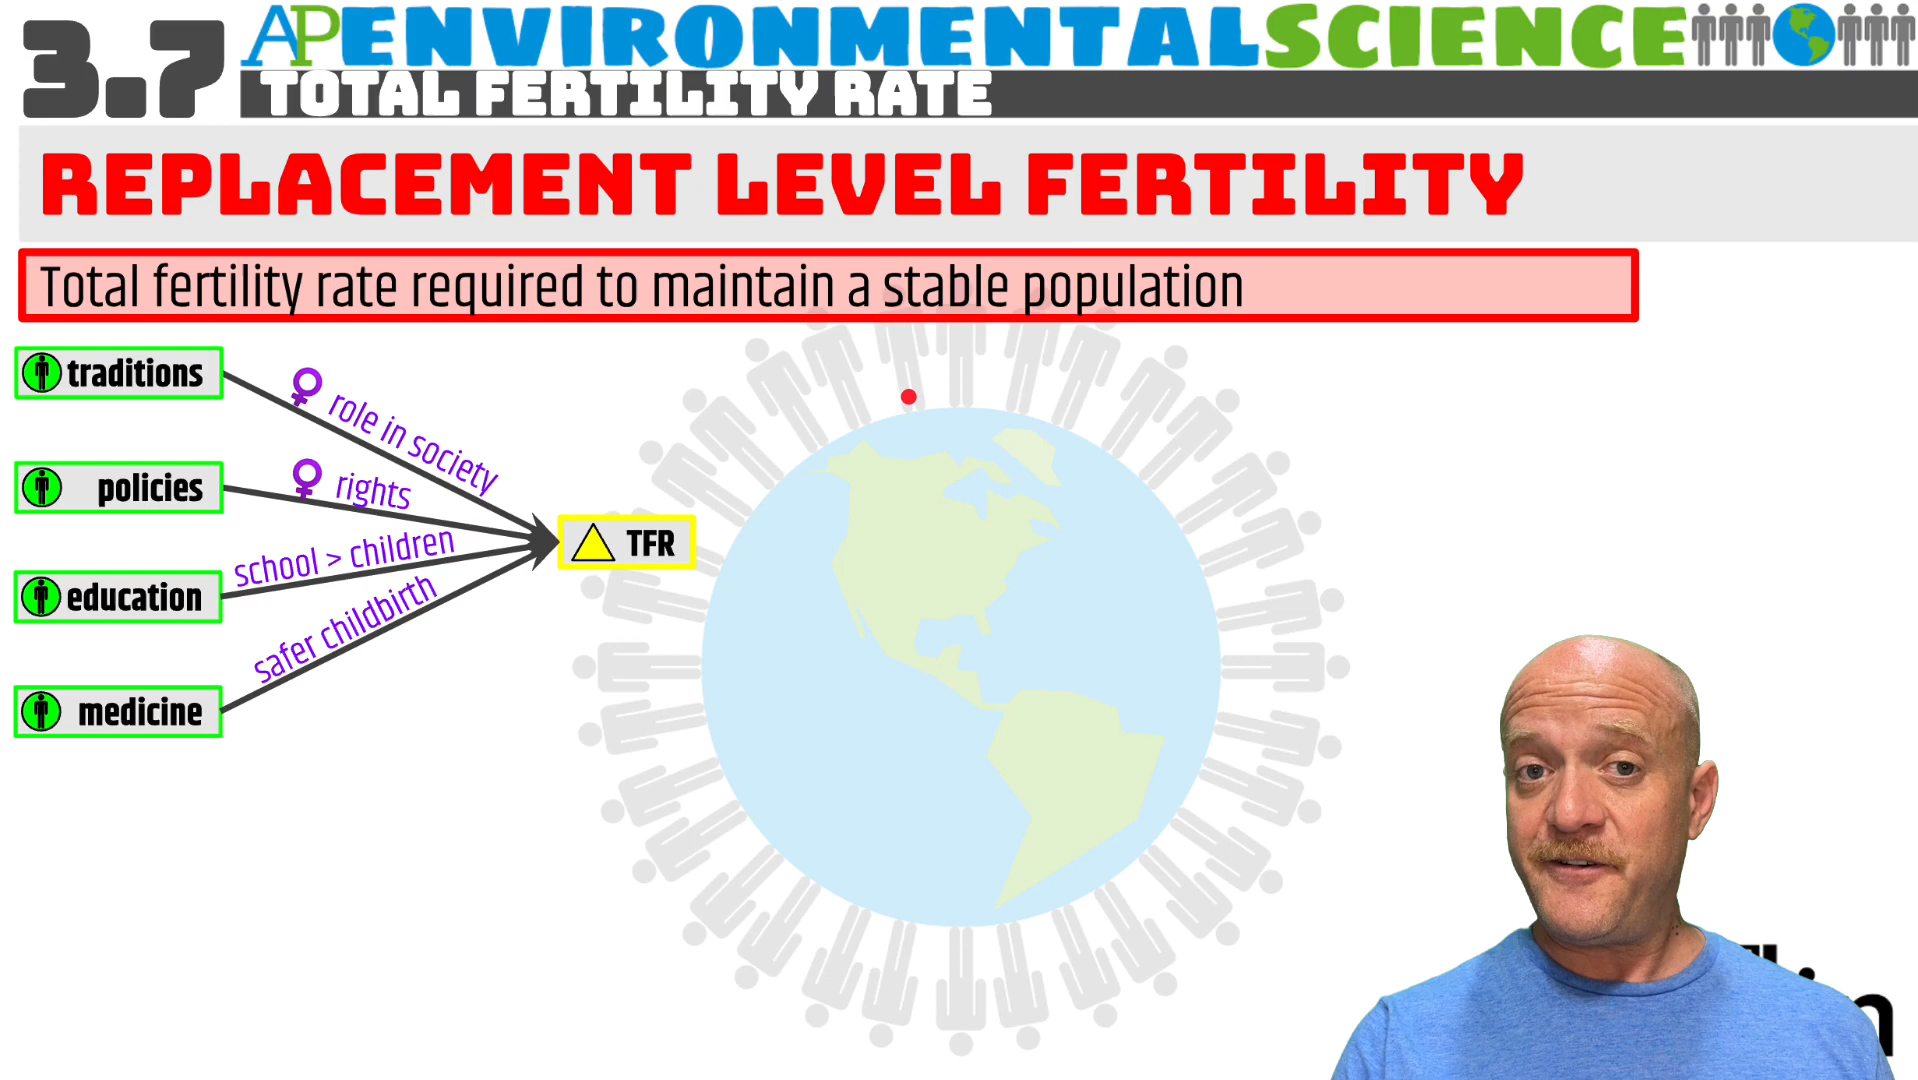 3.7
APENVIRONMENTALSCIENCE
TOTAL FERTILITY RATE
REPLACEMENT LEVEL FERTILITY
Total fertility rate required to maintain a stable population
traditions
♀ role in society
policies
♀ rights
TFR
school > children
education
safer childbirth
medicine